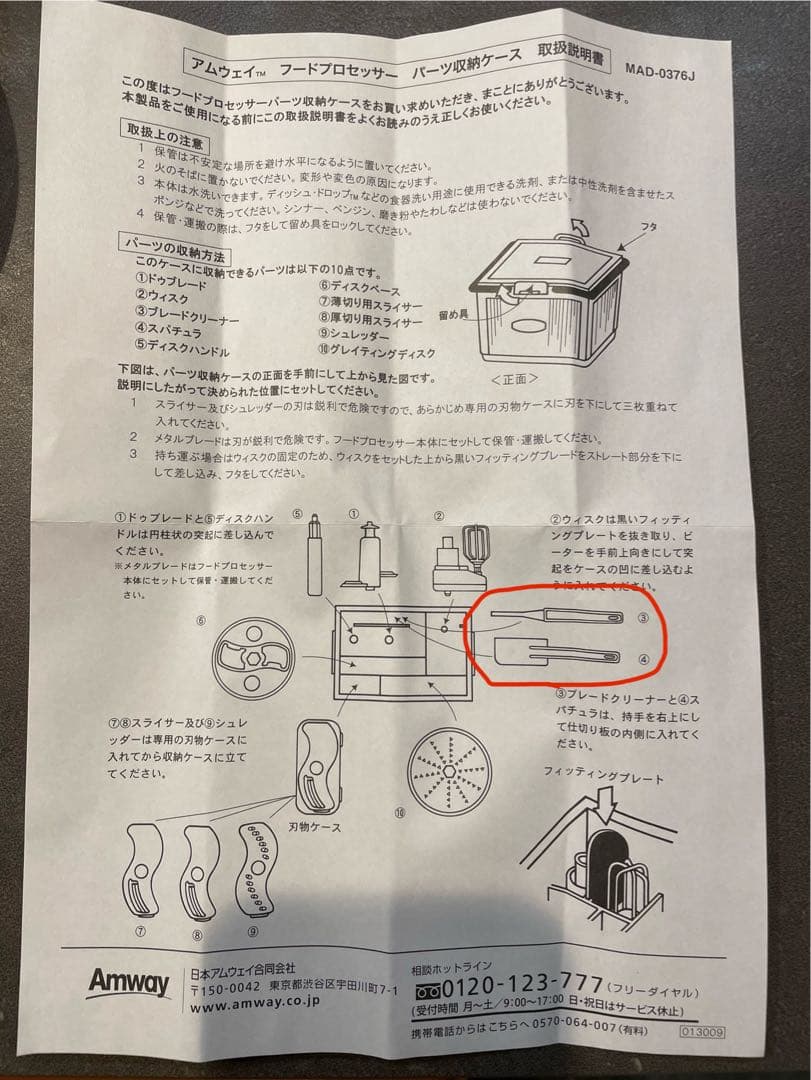 アムウェイ™ フードプロセッサー パーツ収納ケース 取扱説明書 MAD-0376J
この度はフードプロセッサーパーツ収納ケースをお買い求めいただき、まことにありがとうございます。
本製品をご使用になる前にこの取扱説明書をよくお読みのうえ正しくお使いください。
取扱上の注意
1 保管は不安定な場所を避け水平になるように置いてください。
2 火のそばに置かないでください。変形や変色の原因になります。
3 本体は水洗いできます。ディッシュ・ドロップ™などの食器洗い用途に使用できる洗剤、または中性洗剤を含ませたス
ポンジなどで洗ってください。シンナー、ベンジン、磨き粉やたわしなどは使わないでください。
4 保管・運搬の際は、フタをして留め具をロックしてください。
フタ
留め具
<正面>
パーツの収納方法
このケースに収納できるパーツは以下の10点です。
①ドゥブレード
②ウィスク
③ブレードクリーナー
④スパチュラ
⑤ディスクハンドル
⑥ディスクベース
⑦薄切り用スライサー
⑧厚切り用スライサー
⑨シュレッダー
⑩グレイティングディスク
下図は、パーツ収納ケースの正面を手前にして上から見た図です。
説明にしたがって決められた位置にセットしてください。
1 スライサー及びシュレッダーの刃は鋭利で危険ですので、あらかじめ専用の刃物ケースに刃を下にして三枚重ねて
入れてください。
2 メタルブレードは刃が鋭利で危険です。フードプロセッサー本体にセットして保管・運搬してください。
3 持ち運ぶ場合はウィスクの固定のため、ウィスクをセットした上から黒いフィッティングブレードをストレート部分を下に
して差し込み、フタをしてください。
①ドゥブレードと⑤ディスクハン
ドルは円柱状の突起に差し込んで
ください。
※メタルブレードはフードプロセッサー
本体にセットして保管・運搬してくだ
さい。
⑤
①
②
②ウィスクは黒いフィッティ
ングプレートを抜き取り、ビ
ーターを手前上向きにして突
起をケースの凹に差し込むよ
うに入れてください。
③
④
⑥
③ブレードクリーナーと④ス
パチュラは、持手を右上にし
て仕切り板の内側に入れてく
ださい。
⑦⑧スライサー及び⑨シュレ
ッダーは専用の刃物ケースに
入れてから収納ケースに立て
てください。
刃物ケース
⑩
フィッティングプレート
⑦
⑧
⑨
Amway
日本アムウェイ合同会社
〒150-0042 東京都渋谷区宇田川町7-1
www.amway.co.jp
相談ホットライン
0120-123-777(フリーダイヤル)
(受付時間 月〜土/9:00〜17:00 日・祝日はサービス休止)
携帯電話からはこちらへ 0570-064-007(有料)
013009